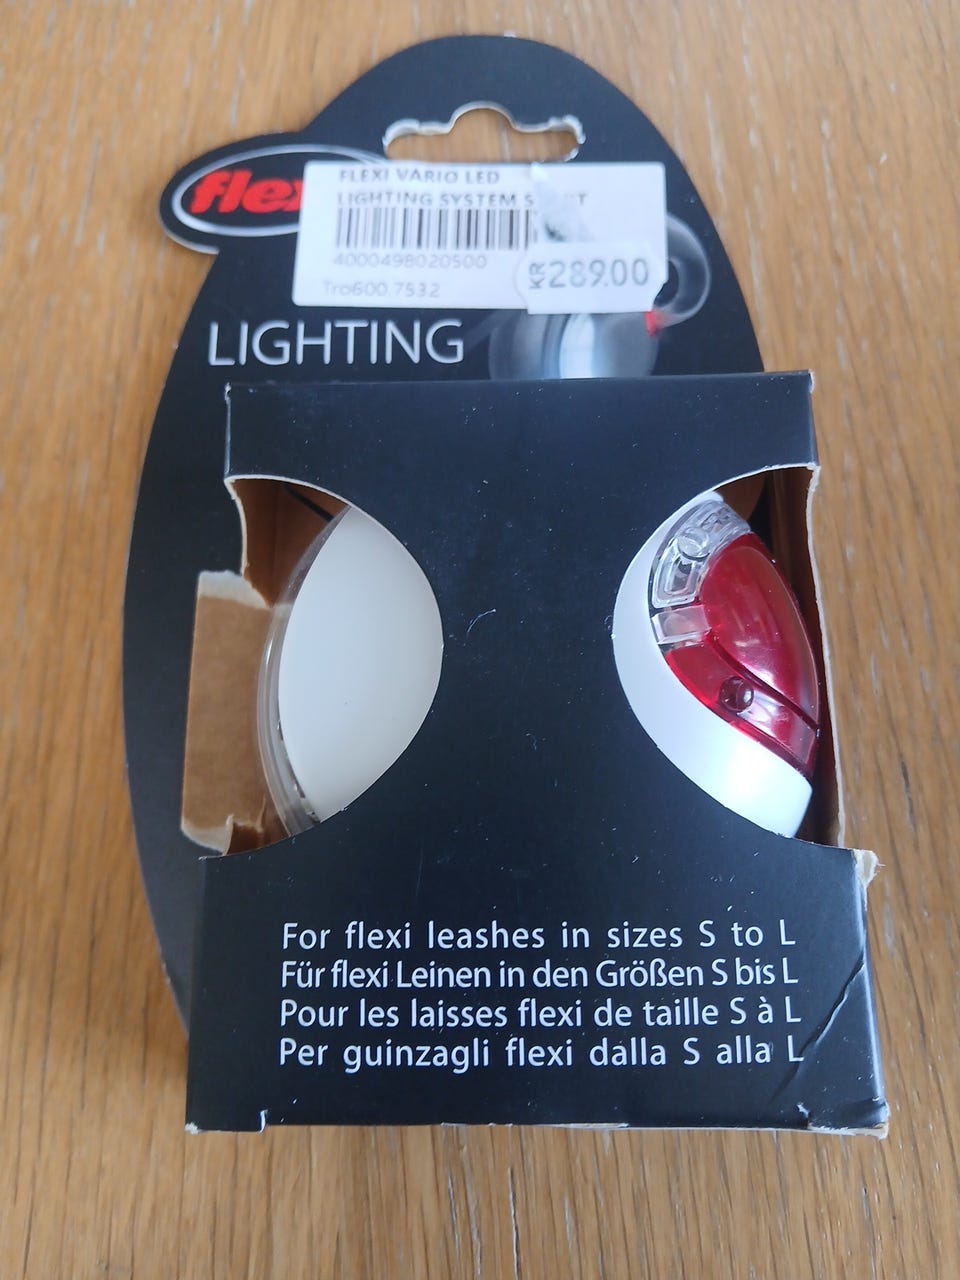 flex
FLEXI VARIO LED
LIGHTING SYSTEM
4000498020500
Tro600.7532
KR 289.00
LIGHTING
For flexi leashes in sizes S to L
Für flexi Leinen in den Größen S bis L
Pour les laisses flexi de taille S à L
Per guinzagli flexi dalla S alla L